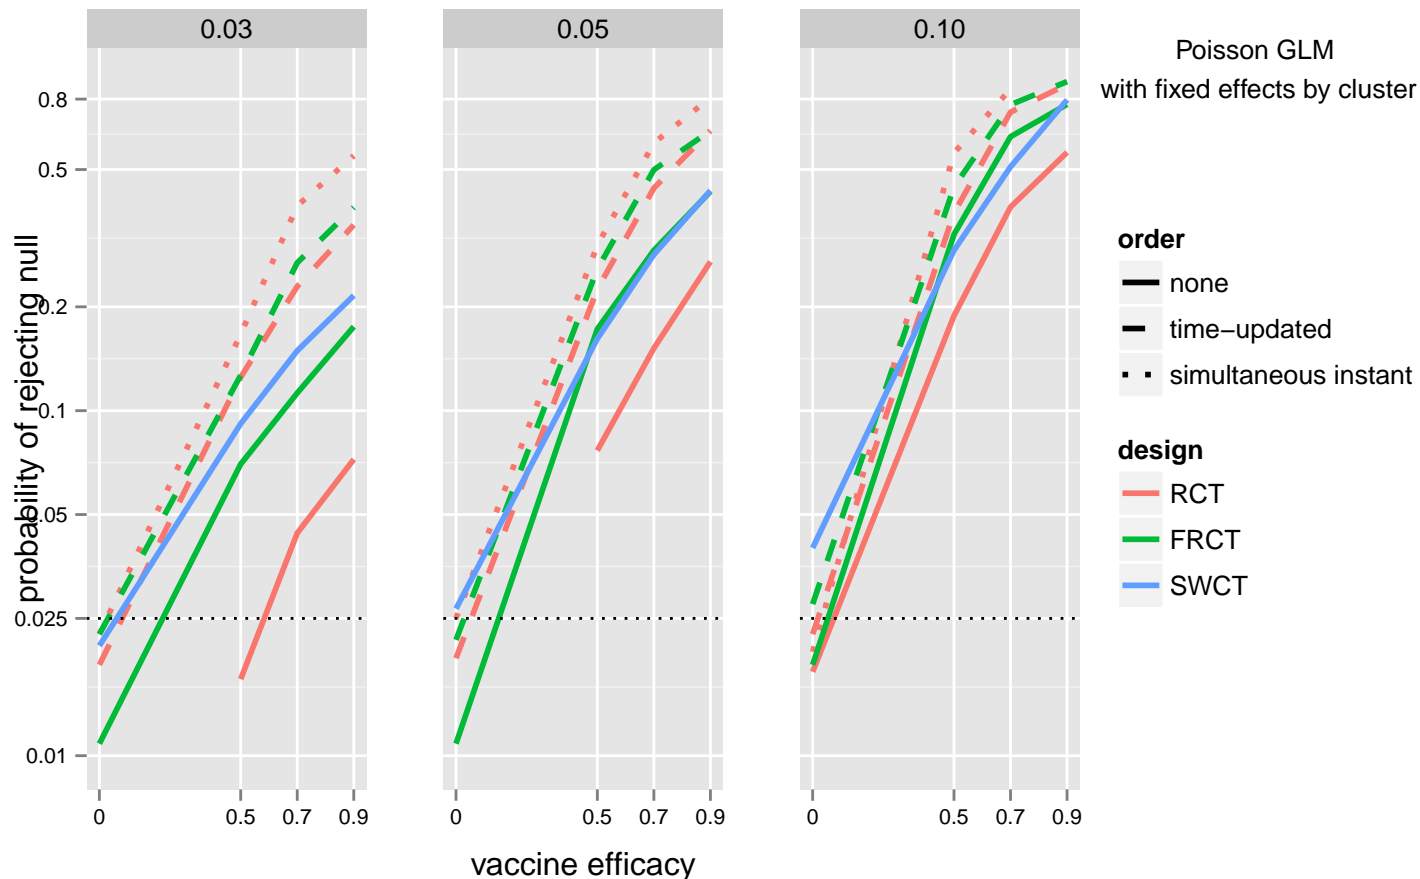 0.03
0.05
0.10
Poisson GLM
with fixed effects by cluster
probability of rejecting null
0.8
0.5
0.2
0.1
0.05
0.025
0.01
0
0.5
0.7
0.9
0
0.5
0.7
0.9
0
0.5
0.7
0.9
vaccine efficacy
order
none
time−updated
simultaneous instant
design
RCT
FRCT
SWCT